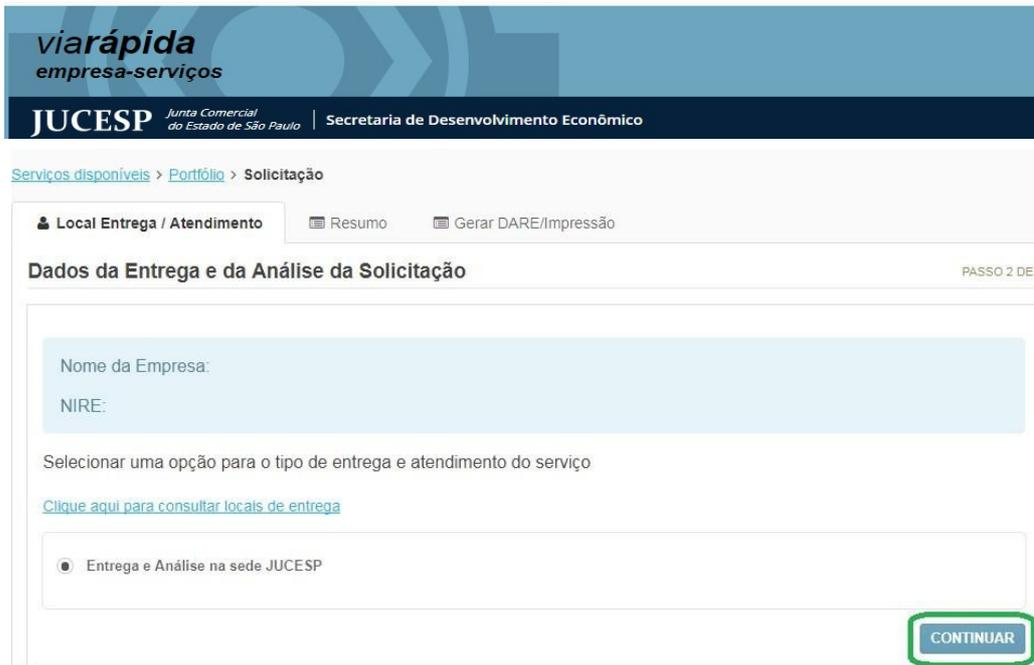 viarápida
empresa-serviços
JUCESP Junta Comercial do Estado de São Paulo | Secretaria de Desenvolvimento Econômico
Serviços disponíveis > Portfólio > Solicitação
Local Entrega / Atendimento Resumo Gerar DARE/Impressão
Dados da Entrega e da Análise da Solicitação PASSO 2 DE
Nome da Empresa:
NIRE:
Selecionar uma opção para o tipo de entrega e atendimento do serviço
Clique aqui para consultar locais de entrega
Entrega e Análise na sede JUCESP
CONTINUAR